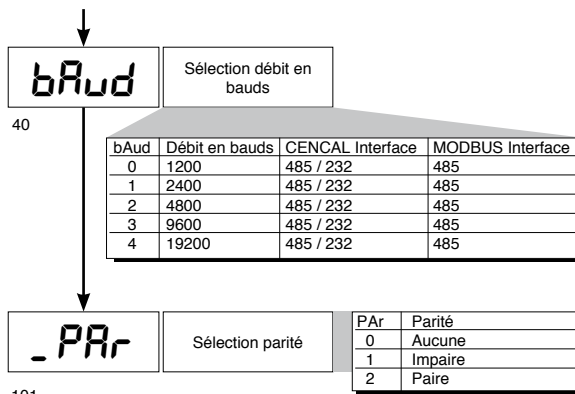 bAud
Sélection débit en
bauds
40
bAud Débit en bauds CENCAL Interface MODBUS Interface
0 1200 485 / 232 485
1 2400 485 / 232 485
2 4800 485 / 232 485
3 9600 485 / 232 485
4 19200 485 / 232 485
_PAr
Sélection parité
PAr Parité
0 Aucune
1 Impaire
2 Paire